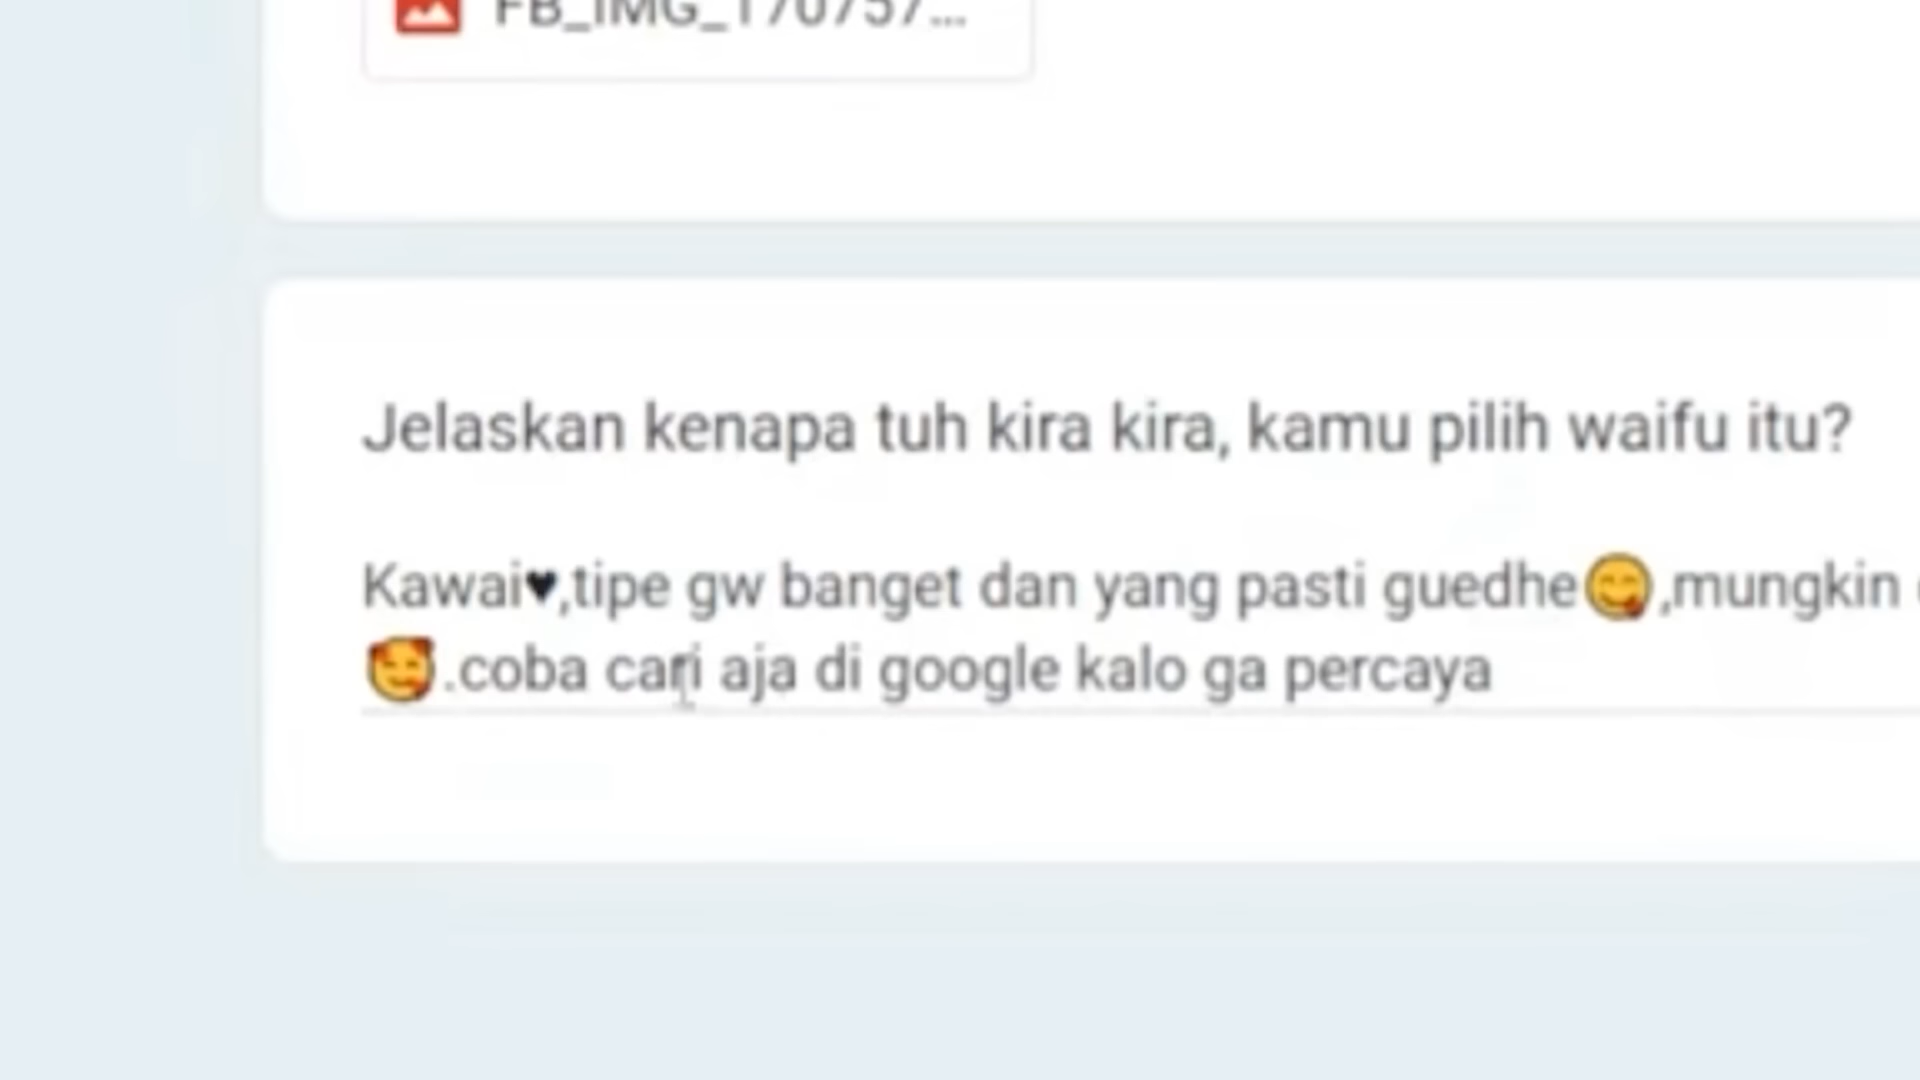 FB_IMG_170757...
Jelaskan kenapa tuh kira kira, kamu pilih waifu itu?
Kawai♥,tipe gw banget dan yang pasti guedhe😋,mungkin
🥰.coba cari aja di google kalo ga percaya